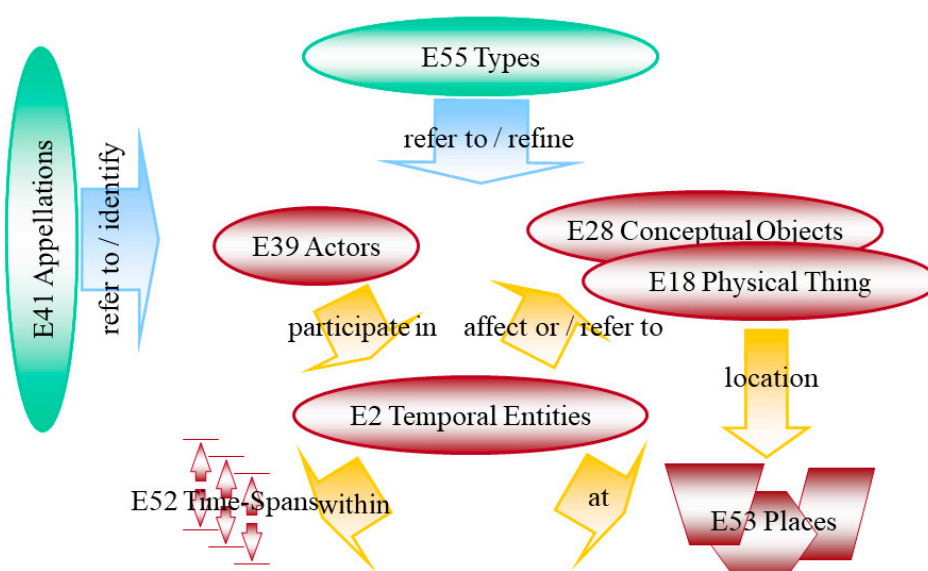 E55 Types
refer to / refine
E41 Appellations
refer to / identify
E39 Actors
E28 Conceptual Objects
E18 Physical Thing
participate in
affect or / refer to
location
E2 Temporal Entities
E52 Time-Spans
within
at
E53 Places